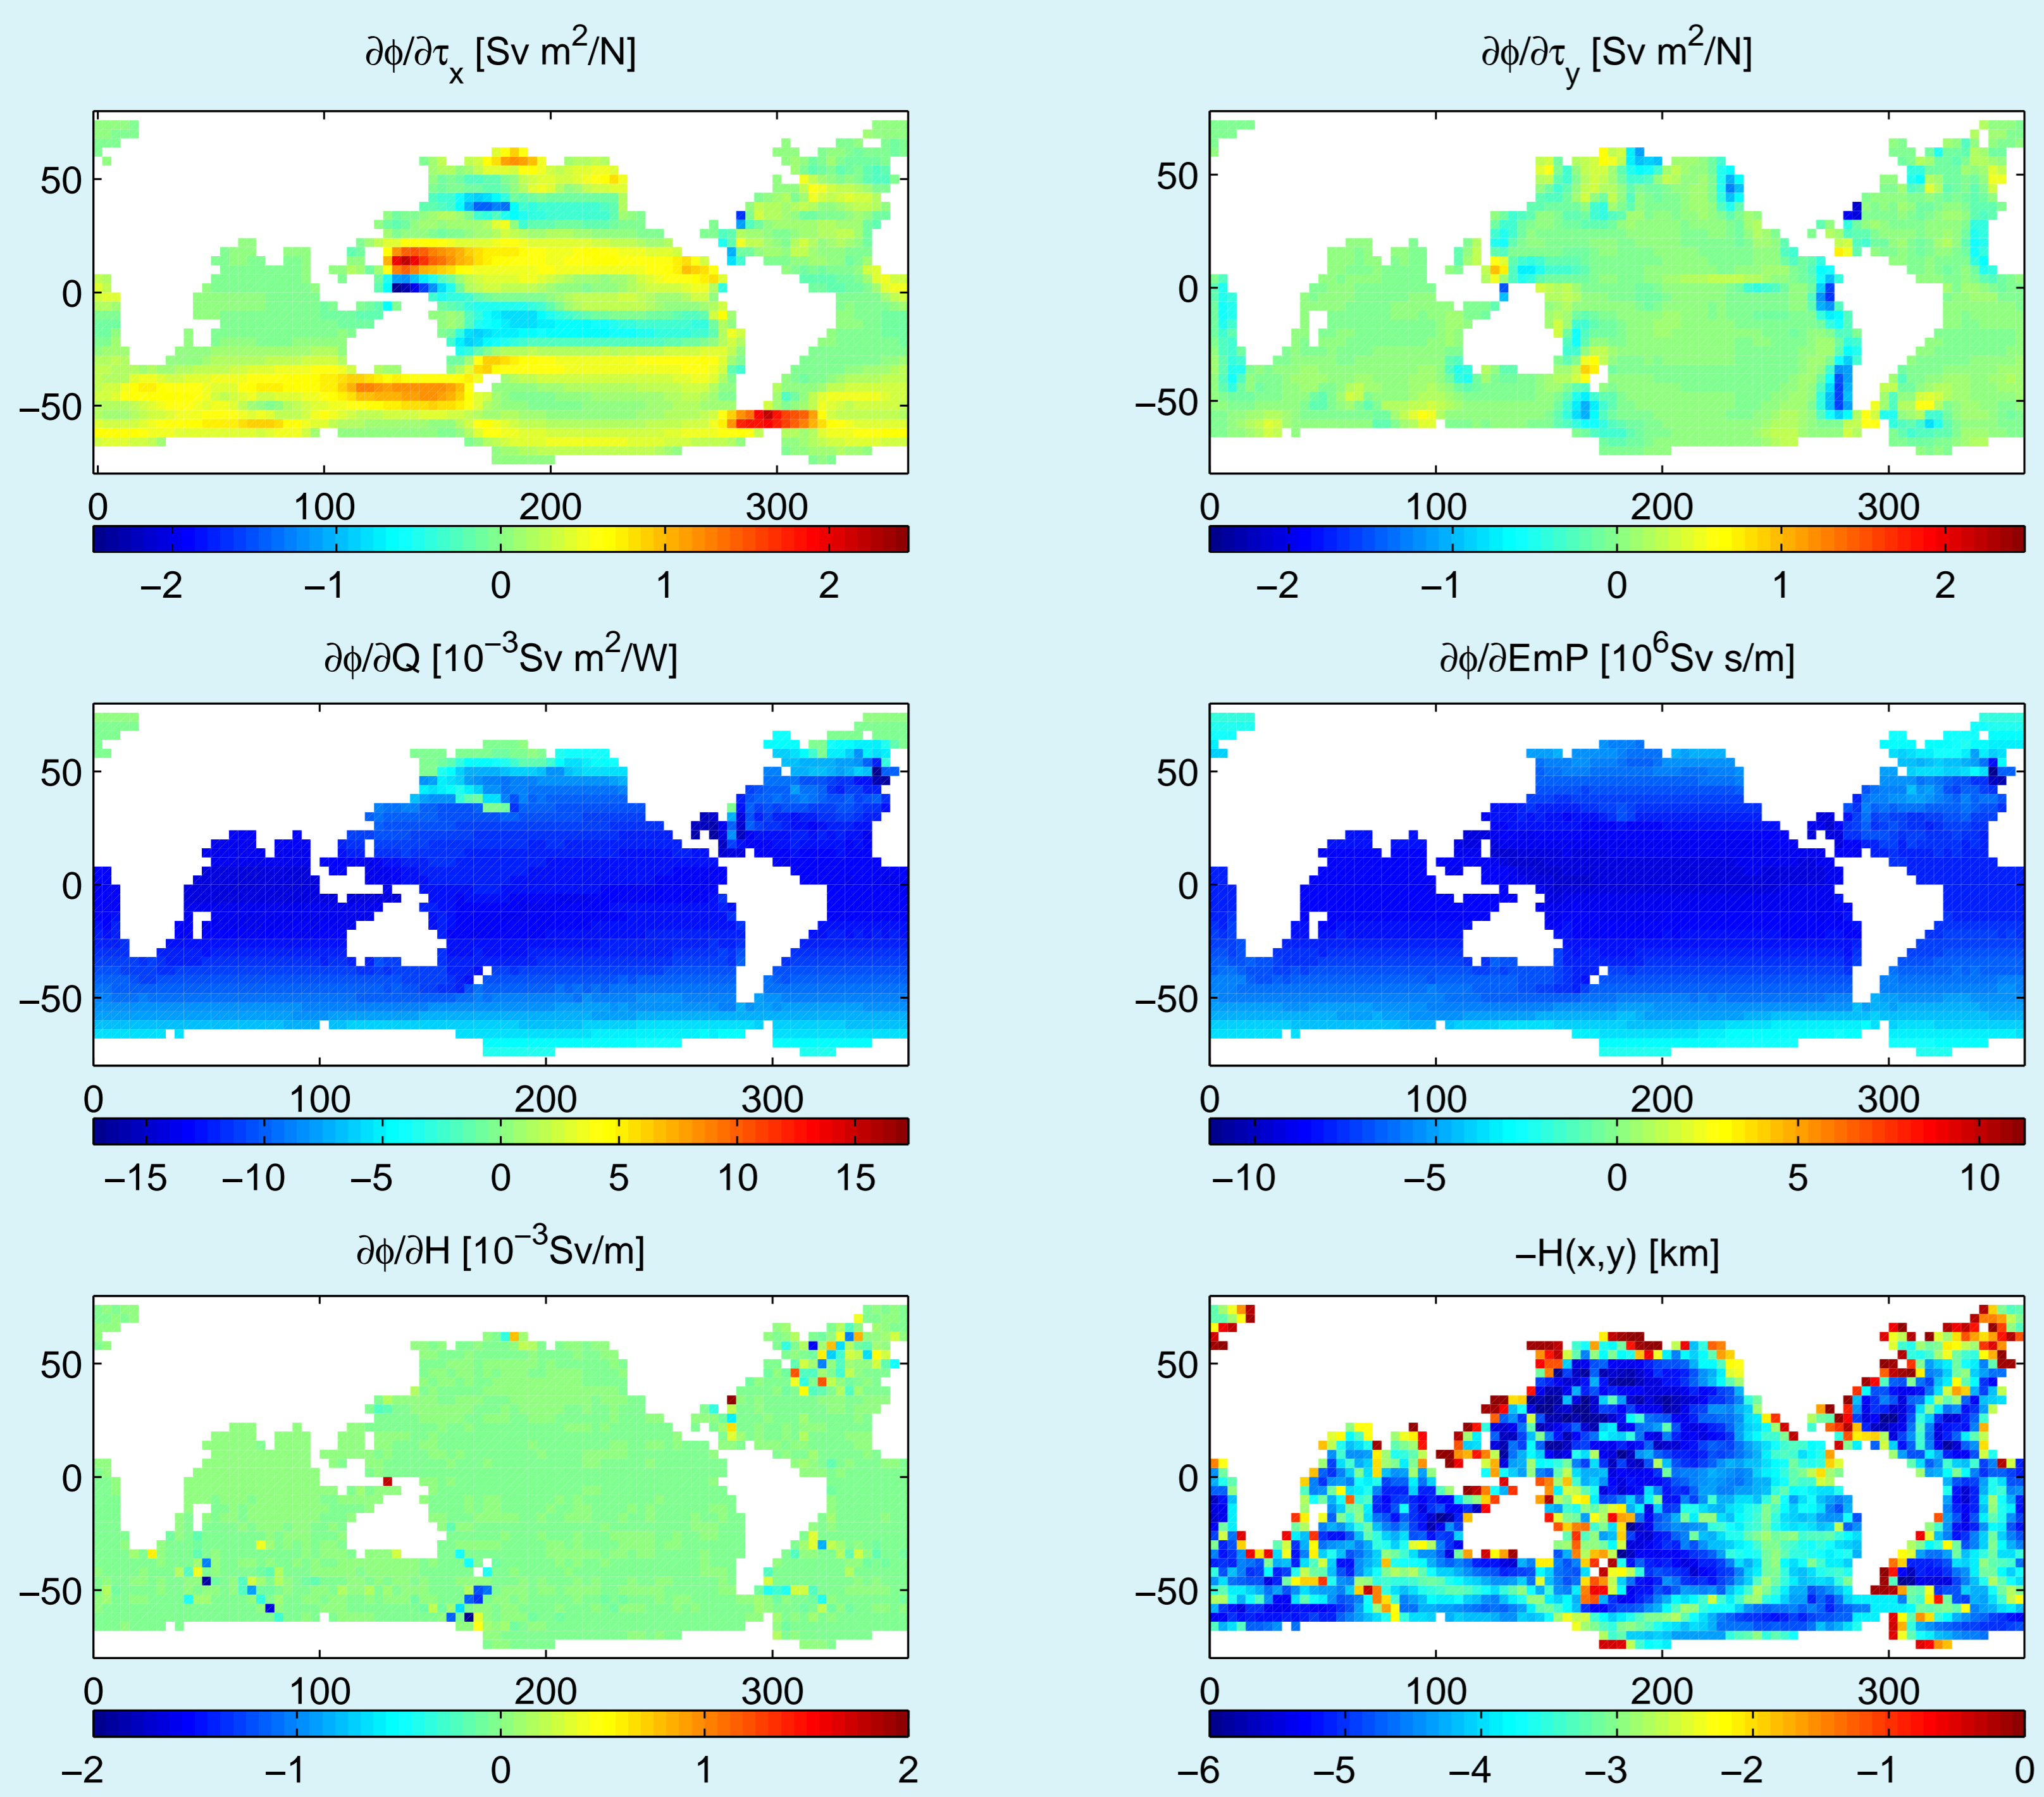 ∂ϕ/∂τx [Sv m²/N]
∂ϕ/∂τy [Sv m²/N]
50
0
−50
0 100 200 300
−2 −1 0 1 2
50
0
−50
0 100 200 300
−2 −1 0 1 2
∂ϕ/∂Q [10⁻³Sv m²/W]
∂ϕ/∂EmP [10⁶Sv s/m]
50
0
−50
0 100 200 300
−15 −10 −5 0 5 10 15
50
0
−50
0 100 200 300
−10 −5 0 5 10
∂ϕ/∂H [10⁻³Sv/m]
−H(x,y) [km]
50
0
−50
0 100 200 300
−2 −1 0 1 2
50
0
−50
0 100 200 300
−6 −5 −4 −3 −2 −1 0